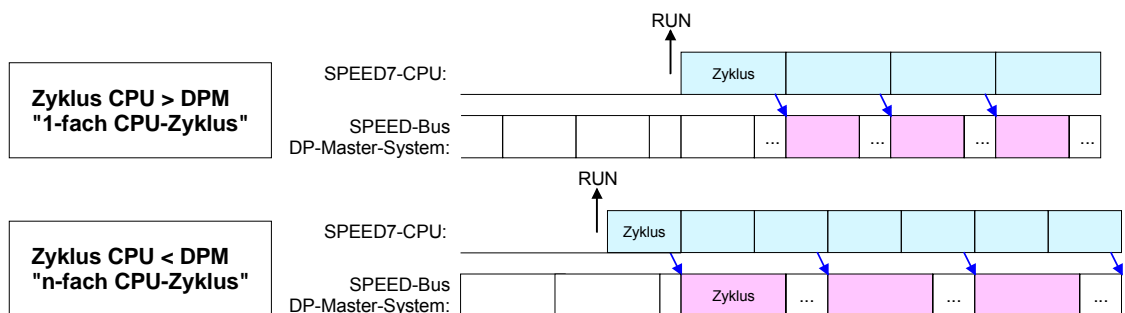 RUN
SPEED7-CPU:
Zyklus
Zyklus CPU > DPM
"1-fach CPU-Zyklus"
SPEED-Bus
DP-Master-System:
... ... ... ...
RUN
SPEED7-CPU:
Zyklus
Zyklus CPU < DPM
"n-fach CPU-Zyklus"
SPEED-Bus
DP-Master-System:
Zyklus ... ... ...